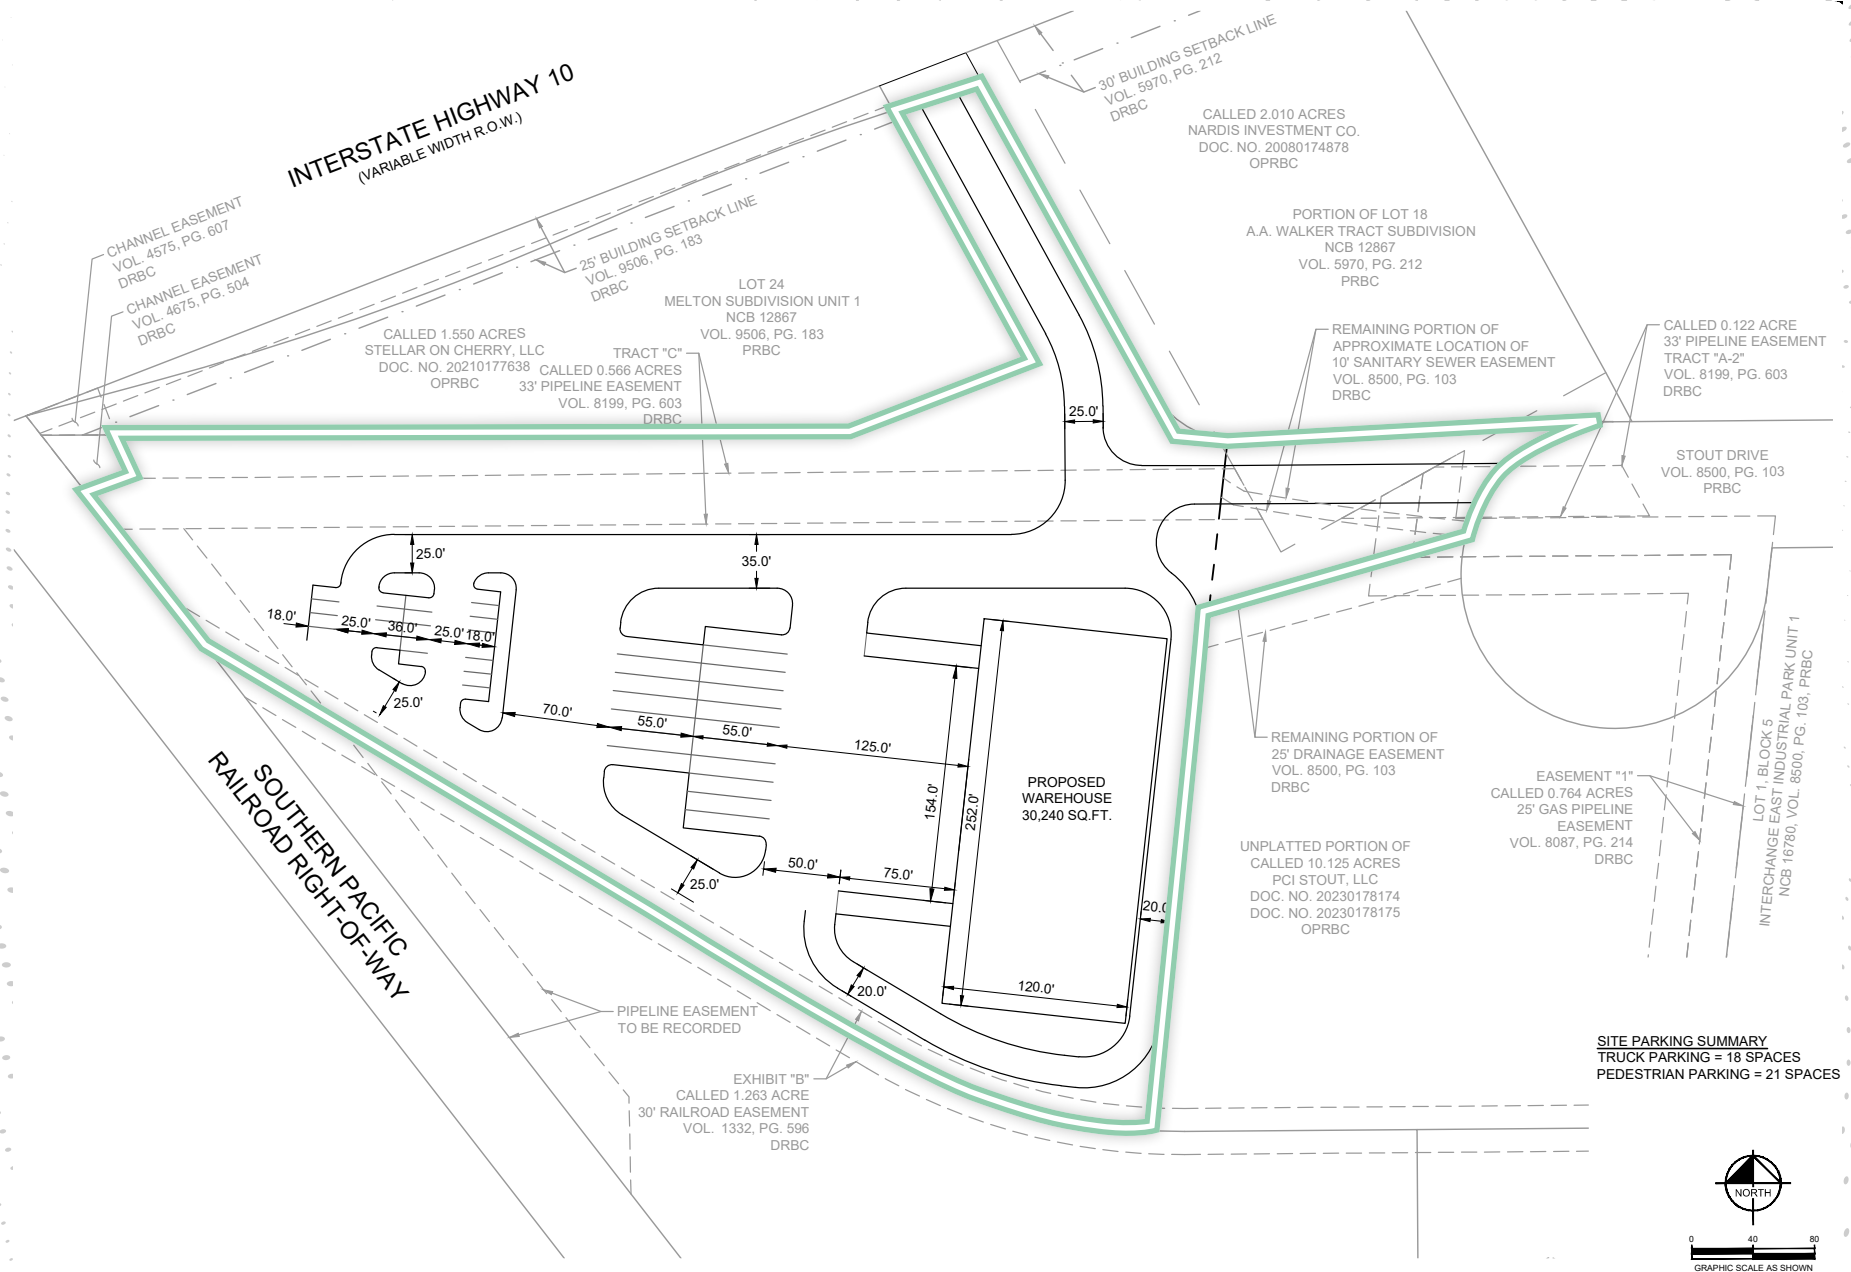 INTERSTATE HIGHWAY 10
(VARIABLE WIDTH R.O.W.)
30' BUILDING SETBACK LINE
VOL. 5970, PG. 212
DRBC
CALLED 2.010 ACRES
NARDIS INVESTMENT CO.
DOC. NO. 20080174878
OPRBC
CHANNEL EASEMENT
VOL. 4575, PG. 607
DRBC
CHANNEL EASEMENT
VOL. 4675, PG. 504
DRBC
25' BUILDING SETBACK LINE
VOL. 9506, PG. 183
DRBC
PORTION OF LOT 18
A.A. WALKER TRACT SUBDIVISION
NCB 12867
VOL. 5970, PG. 212
PRBC
LOT 24
MELTON SUBDIVISION UNIT 1
NCB 12867
VOL. 9506, PG. 183
PRBC
CALLED 1.550 ACRES
STELLAR ON CHERRY, LLC
DOC. NO. 20210177638
OPRBC
TRACT "C"
CALLED 0.566 ACRES
33' PIPELINE EASEMENT
VOL. 8199, PG. 603
DRBC
REMAINING PORTION OF
APPROXIMATE LOCATION OF
10' SANITARY SEWER EASEMENT
VOL. 8500, PG. 103
DRBC
CALLED 0.122 ACRE
33' PIPELINE EASEMENT
TRACT "A-2"
VOL. 8199, PG. 603
DRBC
25.0'
STOUT DRIVE
VOL. 8500, PG. 103
PRBC
25.0'
35.0'
18.0'
25.0'
36.0'
25.0'
18.0'
25.0'
70.0'
55.0'
55.0'
125.0'
154.0'
252.0'
PROPOSED
WAREHOUSE
30,240 SQ.FT.
50.0'
75.0'
25.0'
20.0'
20.0
120.0'
REMAINING PORTION OF
25' DRAINAGE EASEMENT
VOL. 8500, PG. 103
DRBC
EASEMENT "1"
CALLED 0.764 ACRES
25' GAS PIPELINE
EASEMENT
VOL. 8087, PG. 214
DRBC
LOT 1, BLOCK 5
INTERCHANGE EAST INDUSTRIAL PARK UNIT 1
NCB 16780, VOL. 8500, PG. 103, PRBC
UNPLATTED PORTION OF
CALLED 10.125 ACRES
PCI STOUT, LLC
DOC. NO. 20230178174
DOC. NO. 20230178175
OPRBC
SOUTHERN PACIFIC
RAILROAD RIGHT-OF-WAY
PIPELINE EASEMENT
TO BE RECORDED
EXHIBIT "B"
CALLED 1.263 ACRE
30' RAILROAD EASEMENT
VOL. 1332, PG. 596
DRBC
SITE PARKING SUMMARY
TRUCK PARKING = 18 SPACES
PEDESTRIAN PARKING = 21 SPACES
NORTH
0 40 80
GRAPHIC SCALE AS SHOWN